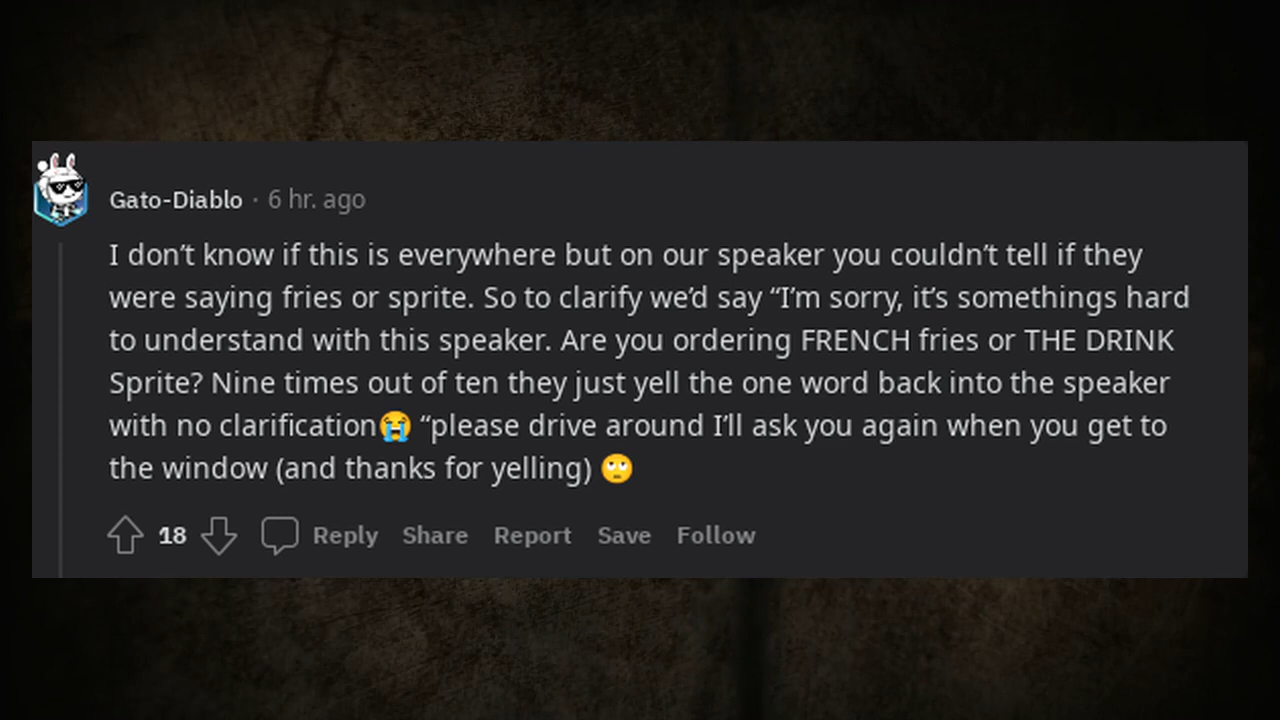 Gato-Diablo · 6 hr. ago
I don’t know if this is everywhere but on our speaker you couldn’t tell if they
were saying fries or sprite. So to clarify we’d say “I’m sorry, it’s somethings hard
to understand with this speaker. Are you ordering FRENCH fries or THE DRINK
Sprite? Nine times out of ten they just yell the one word back into the speaker
with no clarification😭 “please drive around I’ll ask you again when you get to
the window (and thanks for yelling) 🙄
18 Reply Share Report Save Follow